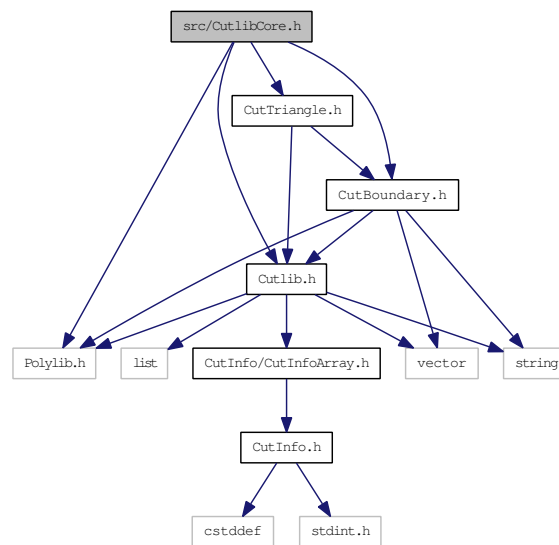 src/CutlibCore.h
CutTriangle.h
CutBoundary.h
Cutlib.h
Polylib.h
list
CutInfo/CutInfoArray.h
vector
string
CutInfo.h
cstddef
stdint.h